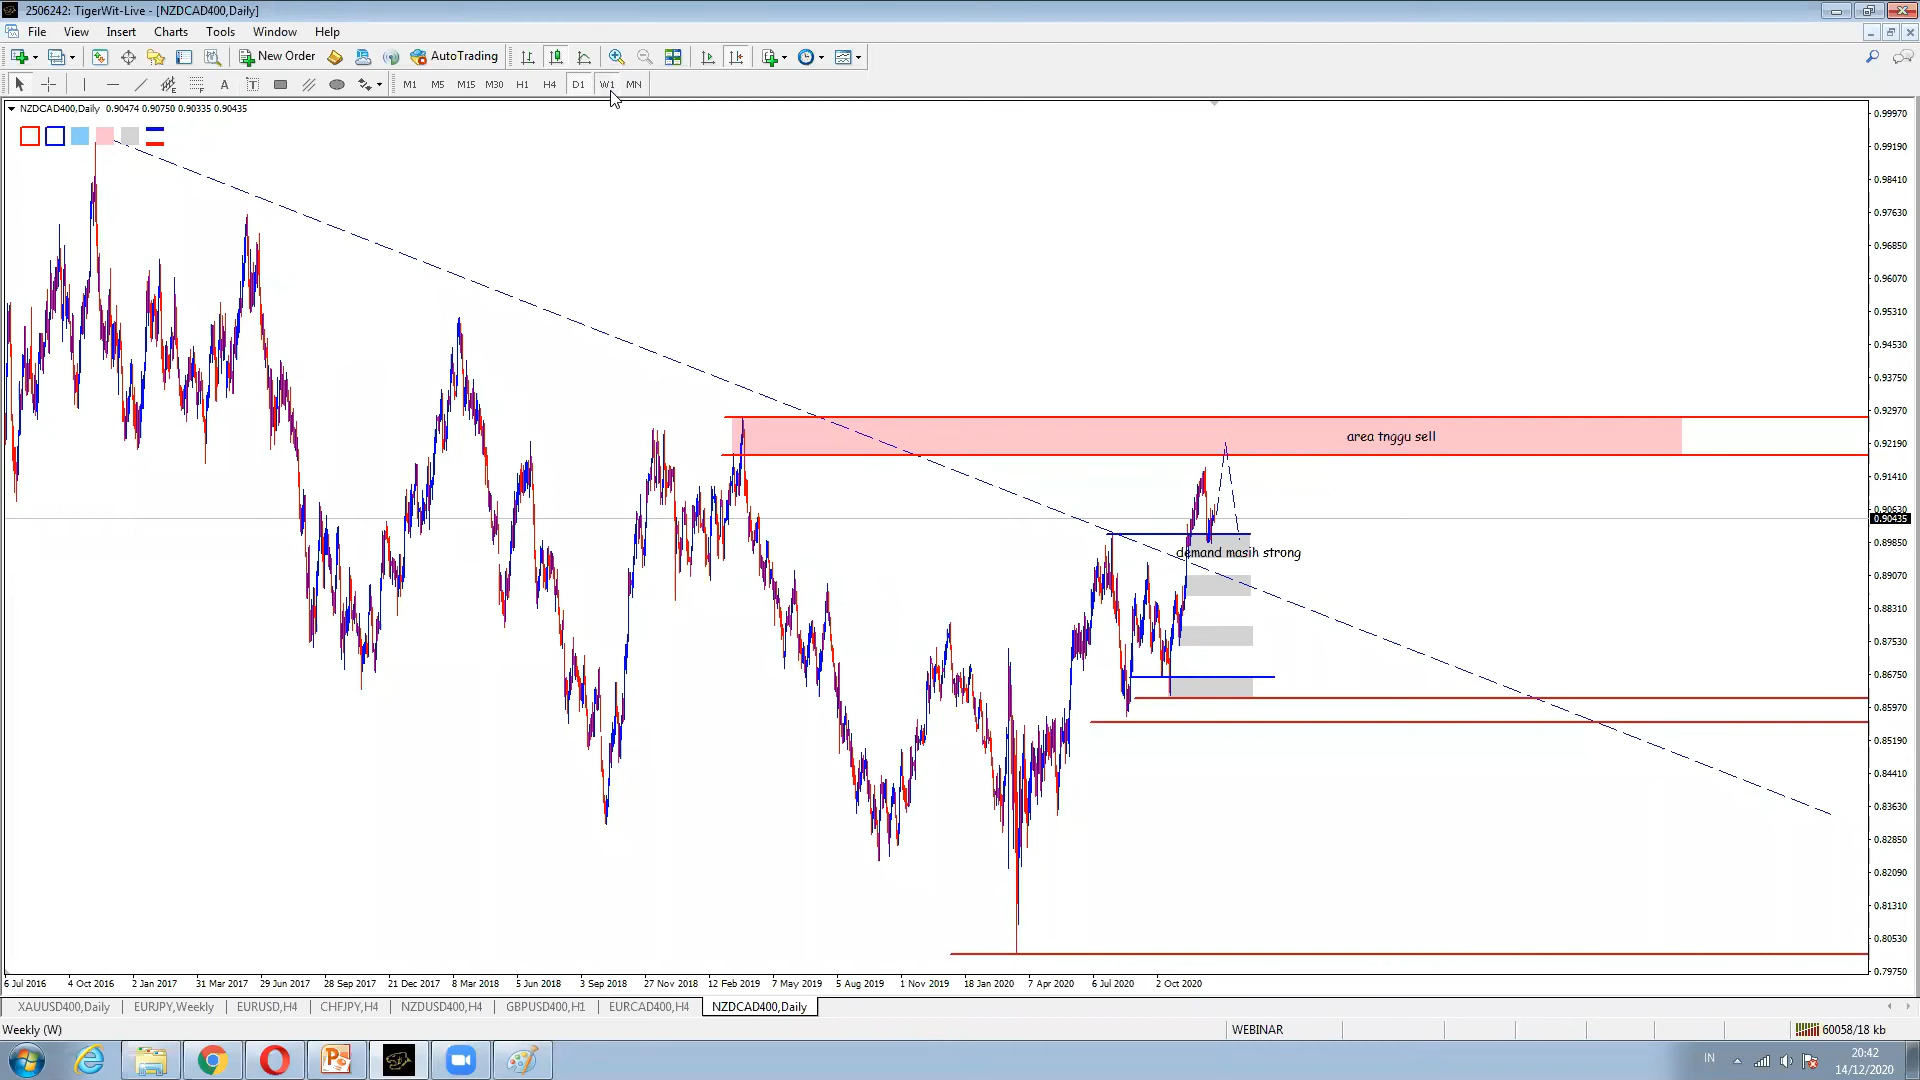 2506242: TigerWit-Live - [NZDCAD400,Daily]
File View Insert Charts Tools Window Help
New Order AutoTrading
A T M1 M5 M15 M30 H1 H4 D1 W1 MN
NZDCAD400,Daily 0.90474 0.90750 0.90335 0.90435
0.99970
0.99190
0.98410
0.97630
0.96850
0.96070
0.95310
0.94530
0.93750
0.92970
area tnggu sell
0.92190
0.91410
0.90630
0.90435
0.89850
demand masih strong
0.89070
0.88310
0.87530
0.86750
0.85970
0.85190
0.84410
0.83630
0.82850
0.82090
0.81310
0.80530
0.79750
6 Jul 2016 4 Oct 2016 2 Jan 2017 31 Mar 2017 29 Jun 2017 28 Sep 2017 21 Dec 2017 8 Mar 2018 5 Jun 2018 3 Sep 2018 27 Nov 2018 12 Feb 2019 7 May 2019 5 Aug 2019 1 Nov 2019 18 Jan 2020 7 Apr 2020 6 Jul 2020 2 Oct 2020
XAUUSD400,Daily EURJPY,Weekly EURUSD,H4 CHFJPY,H4 NZDUSD400,H4 GBPUSD400,H1 EURCAD400,H4 NZDCAD400,Daily
Weekly (W) WEBINAR 60058/18 kb
IN 20:42
14/12/2020